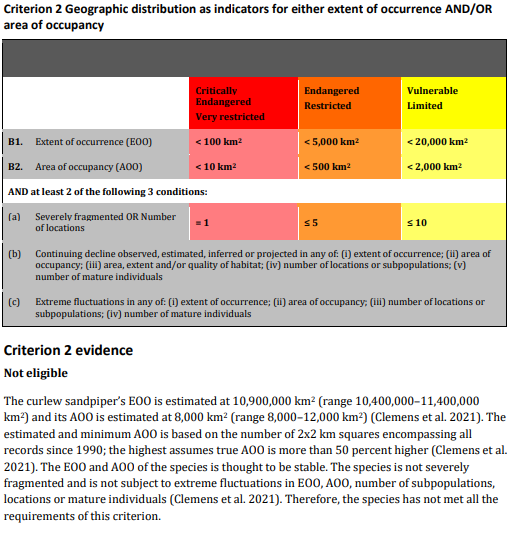 Criterion 2 Geographic distribution as indicators for either extent of occurrence AND/OR
area of occupancy
Critically
Endangered
Very restricted
Endangered
Restricted
Vulnerable
Limited
B1. Extent of occurrence (EOO) < 100 km² < 5,000 km² < 20,000 km²
B2. Area of occupancy (AOO) < 10 km² < 500 km² < 2,000 km²
AND at least 2 of the following 3 conditions:
(a) Severely fragmented OR Number
of locations = 1 ≤ 5 ≤ 10
(b) Continuing decline observed, estimated, inferred or projected in any of: (i) extent of occurrence; (ii) area of
occupancy; (iii) area, extent and/or quality of habitat; (iv) number of locations or subpopulations; (v)
number of mature individuals
(c) Extreme fluctuations in any of: (i) extent of occurrence; (ii) area of occupancy; (iii) number of locations or
subpopulations; (iv) number of mature individuals
Criterion 2 evidence
Not eligible
The curlew sandpiper's EOO is estimated at 10,900,000 km² (range 10,400,000–11,400,000
km²) and its AOO is estimated at 8,000 km² (range 8,000–12,000 km²) (Clemens et al. 2021). The
estimated and minimum AOO is based on the number of 2x2 km squares encompassing all
records since 1990; the highest assumes true AOO is more than 50 percent higher (Clemens et al.
2021). The EOO and AOO of the species is thought to be stable. The species is not severely
fragmented and is not subject to extreme fluctuations in EOO, AOO, number of subpopulations,
locations or mature individuals (Clemens et al. 2021). Therefore, the species has not met all the
requirements of this criterion.